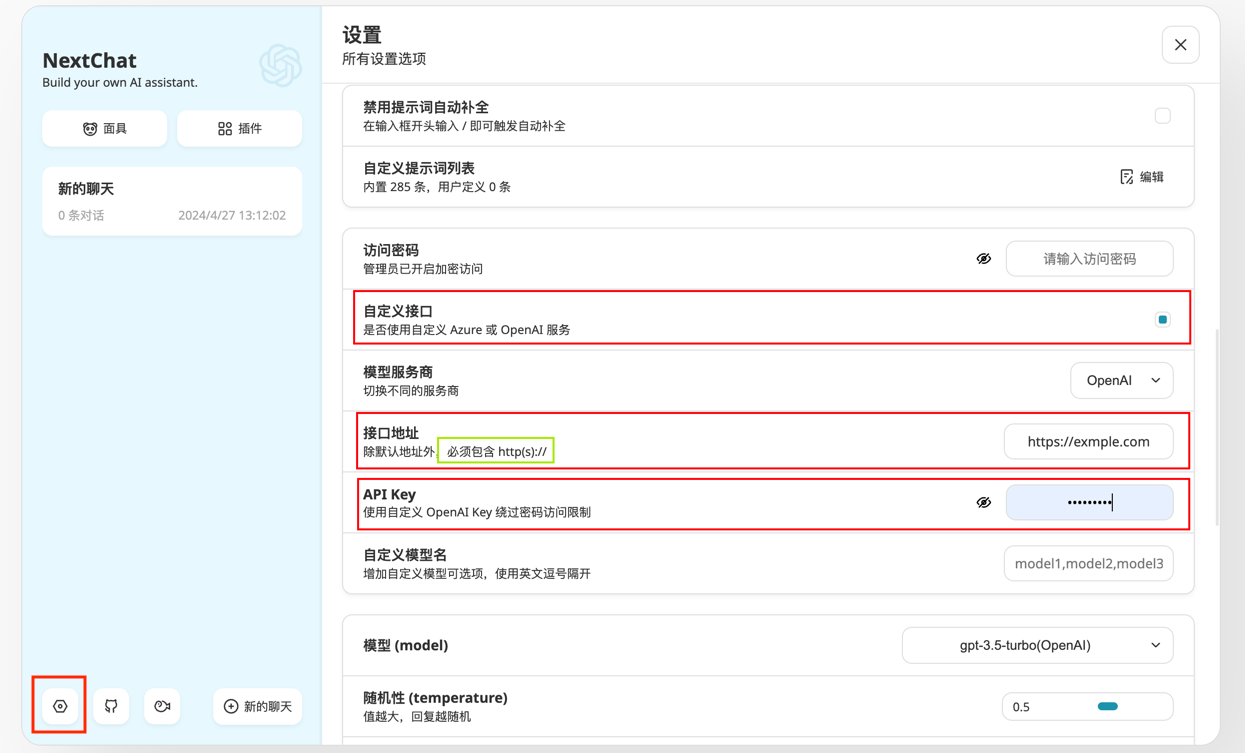 NextChat
Build your own AI assistant.
面具
插件
新的聊天
0 条对话
2024/4/27 13:12:02
新的聊天
设置
所有设置选项
禁用提示词自动补全
在输入框开头输入 / 即可触发自动补全
自定义提示词列表
内置 285 条，用户定义 0 条
编辑
访问密码
管理员已开启加密访问
请输入访问密码
自定义接口
是否使用自定义 Azure 或 OpenAI 服务
模型服务商
切换不同的服务商
OpenAI
接口地址
除默认地址外，必须包含 http(s)://
https://exmple.com
API Key
使用自定义 OpenAI Key 绕过密码访问限制
•••••••••
自定义模型名
增加自定义模型可选项，使用英文逗号隔开
model1,model2,model3
模型 (model)
gpt-3.5-turbo(OpenAI)
随机性 (temperature)
值越大，回复越随机
0.5